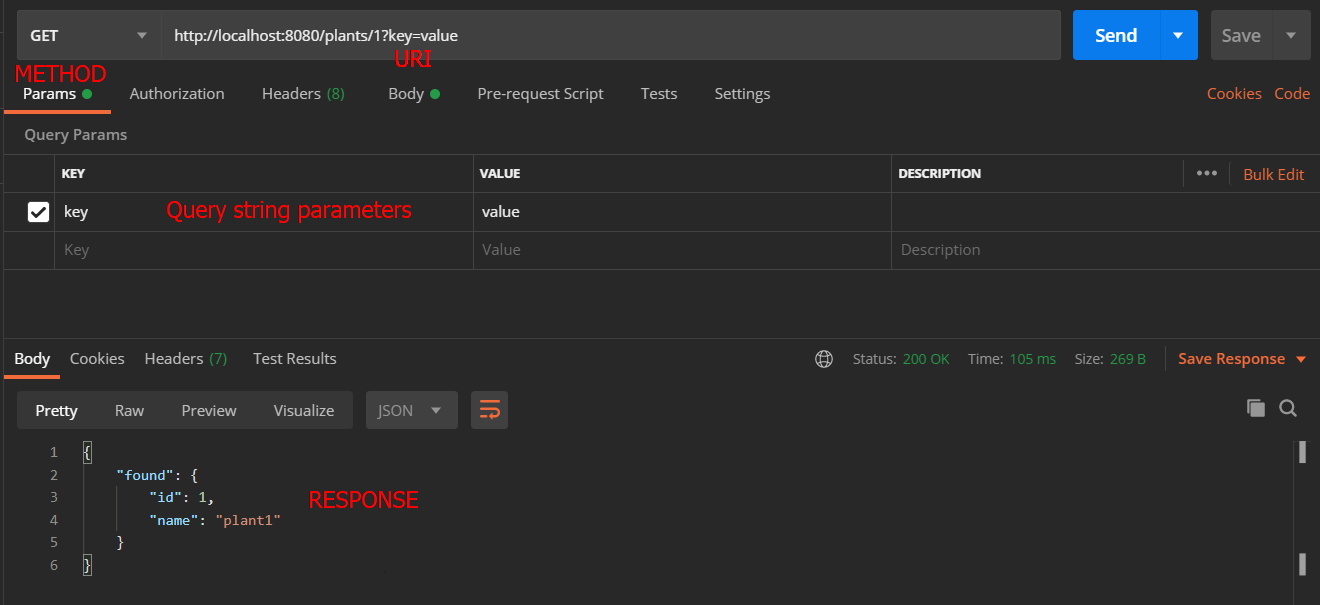 GET http://localhost:8080/plants/1?key=value Send Save
METHOD URI
Params Authorization Headers (8) Body Pre-request Script Tests Settings Cookies Code
Query Params
KEY VALUE DESCRIPTION ••• Bulk Edit
key Query string parameters value
Key Value Description
Body Cookies Headers (7) Test Results Status: 200 OK Time: 105 ms Size: 269 B Save Response
Pretty Raw Preview Visualize JSON
1 {
2 "found": {
3 "id": 1, RESPONSE
4 "name": "plant1"
5 }
6 }